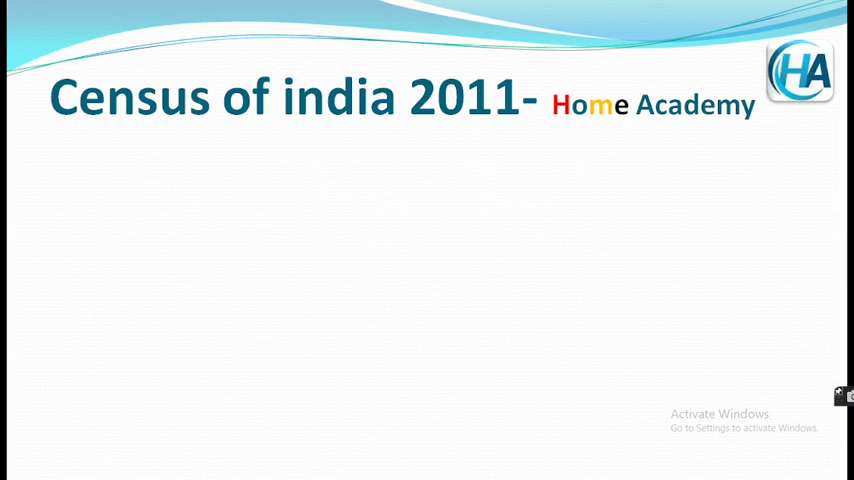 Census of india 2011- Home Academy
HA
Activate Windows
Go to Settings to activate Windows.